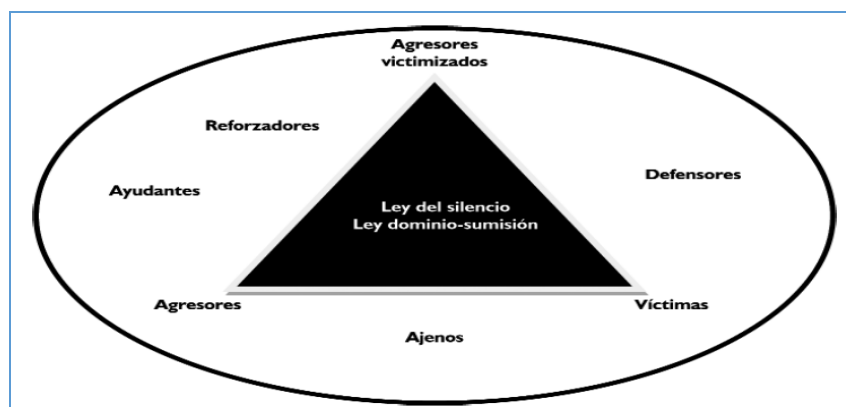 Agresores
victimizados
Reforzadores
Defensores
Ayudantes
Ley del silencio
Ley dominio-sumisión
Agresores
Víctimas
Ajenos